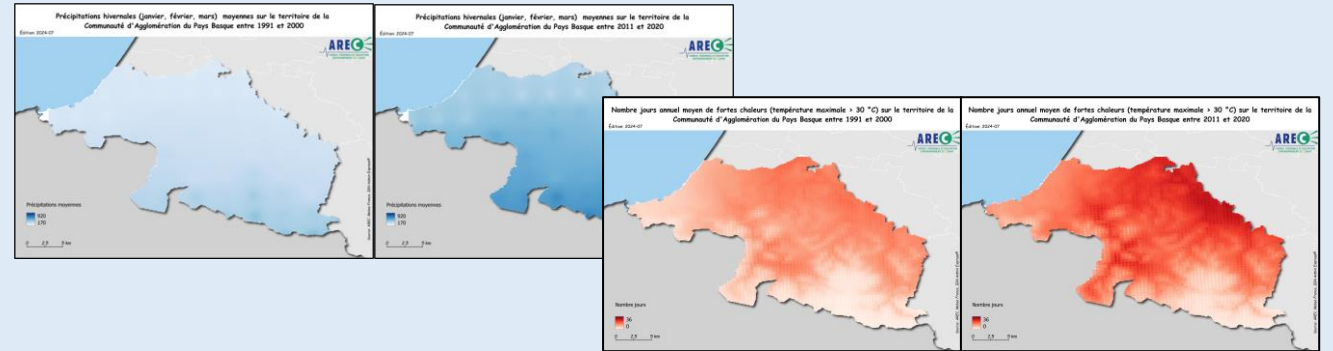 Précipitations hivernales (janvier, février, mars) moyennes sur le territoire de la
Communauté d'Agglomération du Pays Basque entre 1991 et 2000
Édition 2024-07
AREC
Précipitations moyennes
920
170
0 2,5 5 km
Précipitations hivernales (janvier, février, mars) moyennes sur le territoire de la
Communauté d'Agglomération du Pays Basque entre 2011 et 2020
Édition 2024-07
AREC
Précipitations moyennes
920
170
0 2,5 5 km
Nombre jours annuel moyen de fortes chaleurs (température maximale > 30 °C) sur le territoire de la
Communauté d'Agglomération du Pays Basque entre 1991 et 2000
Édition 2024-07
AREC
Nombre jours
36
0
0 2,5 5 km
Nombre jours annuel moyen de fortes chaleurs (température maximale > 30 °C) sur le territoire de la
Communauté d'Agglomération du Pays Basque entre 2011 et 2020
Édition 2024-07
AREC
Nombre jours
36
0
0 2,5 5 km